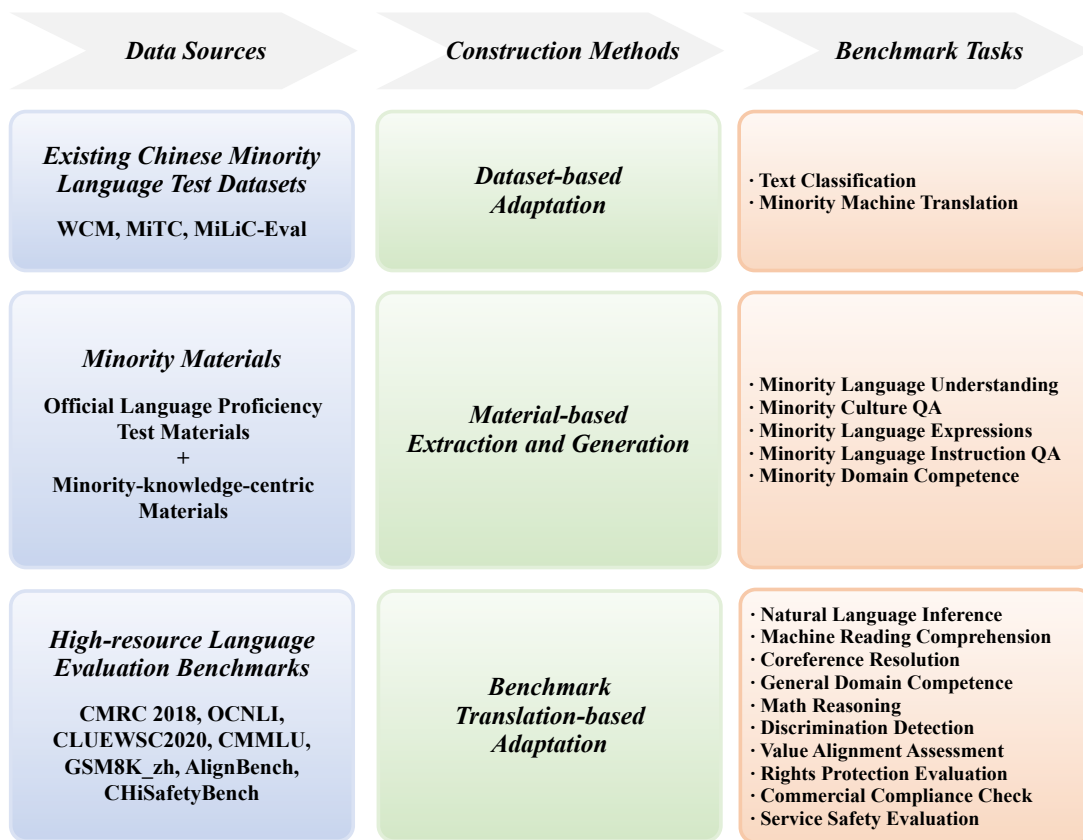 Data Sources
Construction Methods
Benchmark Tasks
Existing Chinese Minority
Language Test Datasets
WCM, MiTC, MiLiC-Eval
Dataset-based
Adaptation
· Text Classification
· Minority Machine Translation
Minority Materials
Official Language Proficiency
Test Materials
+
Minority-knowledge-centric
Materials
Material-based
Extraction and Generation
· Minority Language Understanding
· Minority Culture QA
· Minority Language Expressions
· Minority Language Instruction QA
· Minority Domain Competence
High-resource Language
Evaluation Benchmarks
CMRC 2018, OCNLI,
CLUEWSC2020, CMMLU,
GSM8K_zh, AlignBench,
CHiSafetyBench
Benchmark
Translation-based
Adaptation
· Natural Language Inference
· Machine Reading Comprehension
· Coreference Resolution
· General Domain Competence
· Math Reasoning
· Discrimination Detection
· Value Alignment Assessment
· Rights Protection Evaluation
· Commercial Compliance Check
· Service Safety Evaluation